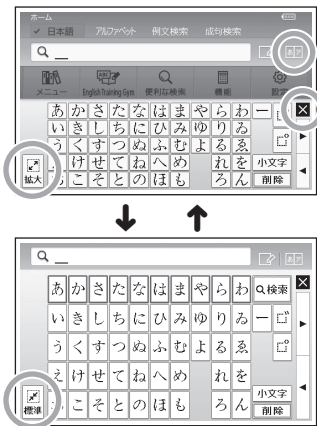 ホーム
✓ 日本語 アルファベット 例文検索 成句検索
あア
メニュー English Training Gym 便利な検索 機能 設定
あ か さ た な は ま や ら わ ー ゛ ×
い き し ち に ひ み ゆ り ゐ
う く す つ ぬ ふ む よ る ゑ ゜
け せ て ね へ め れ を 小文字
拡大 こ そ と の ほ も ろ ん 削除
あア
あ か さ た な は ま や ら わ 検索 ×
い き し ち に ひ み ゆ り ゐ ー ゛
う く す つ ぬ ふ む よ る ゑ ゜
え け せ て ね へ め れ を 小文字
標準 こ そ と の ほ も ろ ん 削除